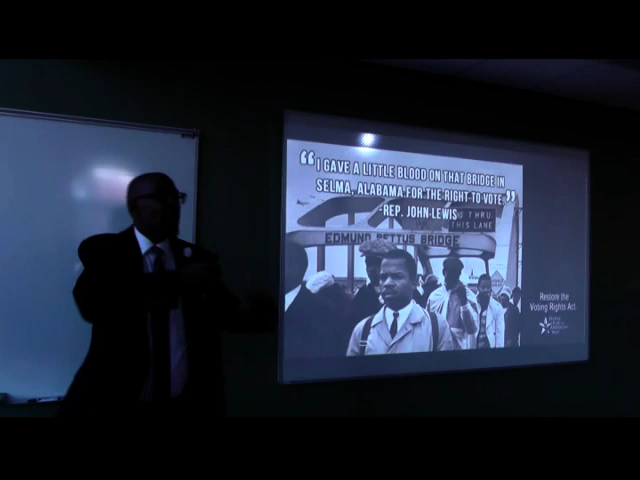 “I GAVE A LITTLE BLOOD ON THAT BRIDGE IN
SELMA, ALABAMA FOR THE RIGHT TO VOTE.”
-REP. JOHN LEWIS
THRU
THIS LANE
EDMUND PETTUS BRIDGE
Restore the
Voting Rights Act.